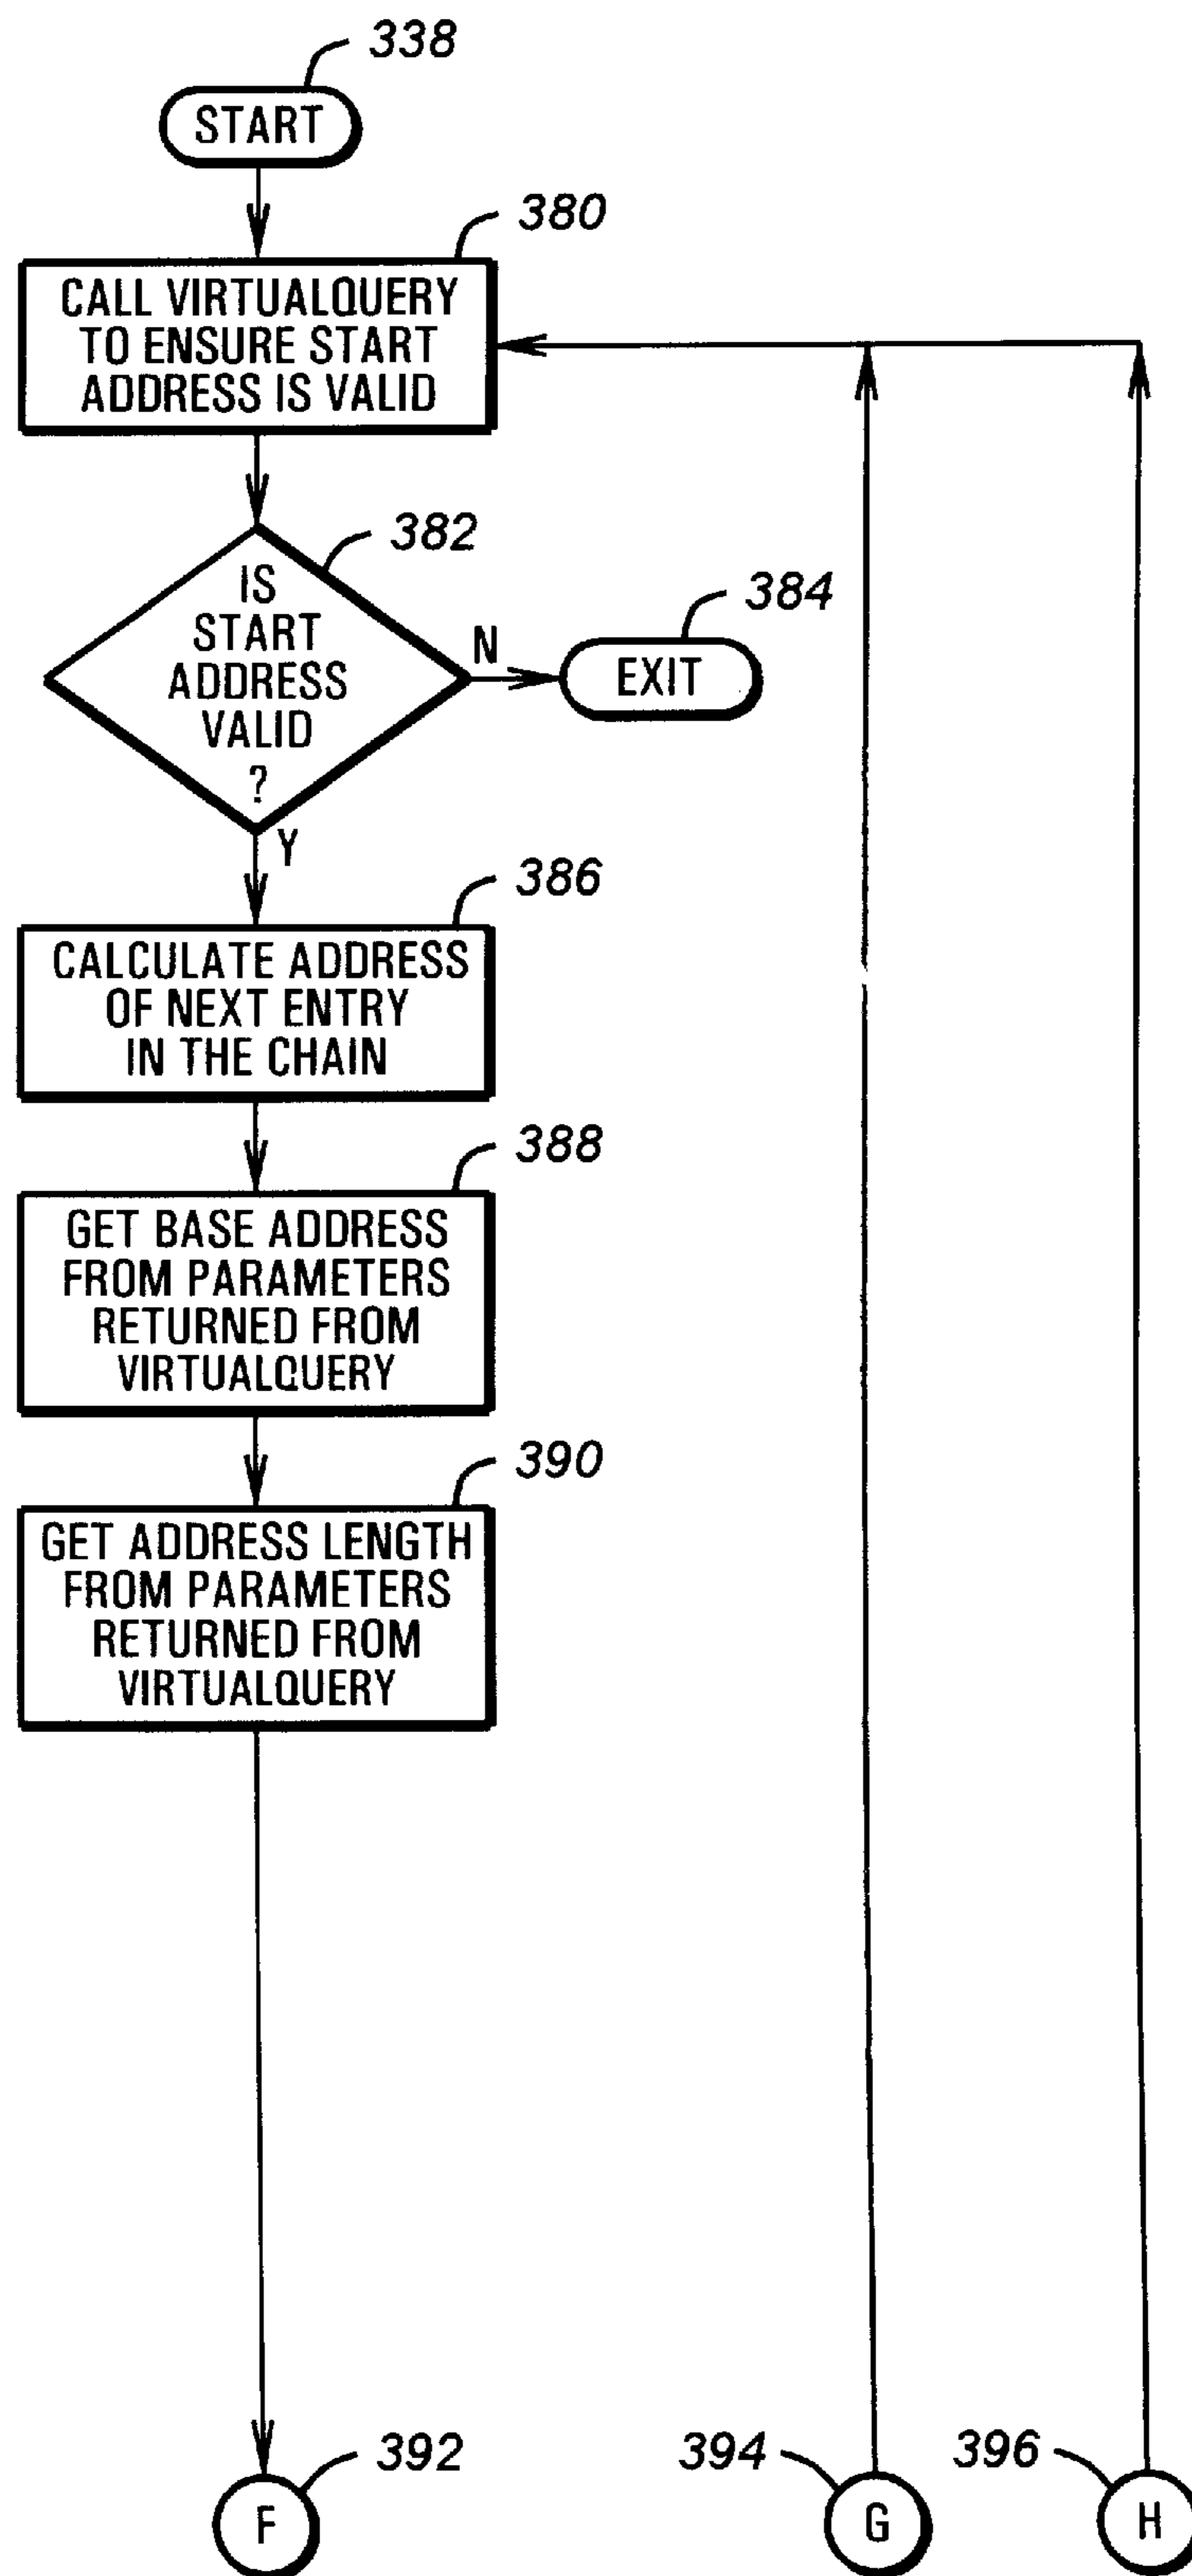 338
START
380
CALL VIRTUALQUERY
TO ENSURE START
ADDRESS IS VALID
382
IS
START
ADDRESS
VALID
?
N
384
EXIT
Y
386
CALCULATE ADDRESS
OF NEXT ENTRY
IN THE CHAIN
388
GET BASE ADDRESS
FROM PARAMETERS
RETURNED FROM
VIRTUALQUERY
390
GET ADDRESS LENGTH
FROM PARAMETERS
RETURNED FROM
VIRTUALQUERY
392
F
394
G
396
H